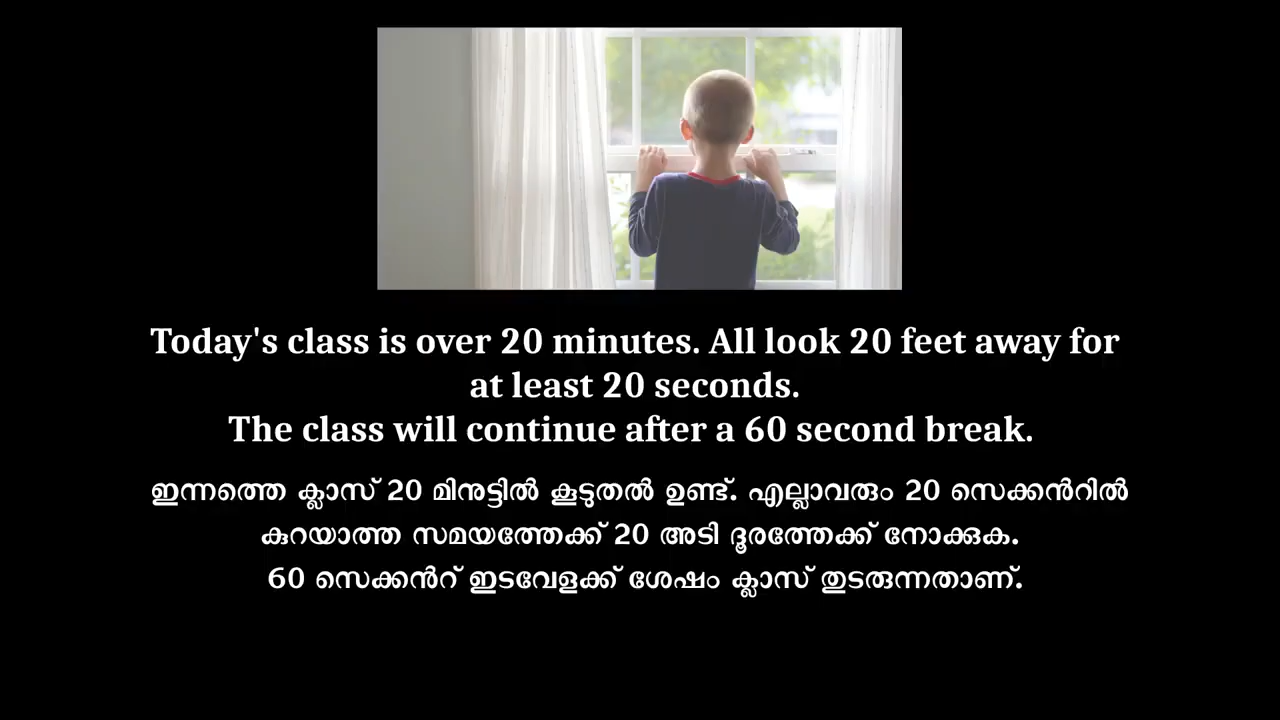 Today's class is over 20 minutes. All look 20 feet away for
at least 20 seconds.
The class will continue after a 60 second break.
ഇന്നത്തെ ക്ലാസ് 20 മിനുട്ടിൽ കൂടുതൽ ഉണ്ട്. എല്ലാവരും 20 സെക്കൻറിൽ
കുറയാത്ത സമയത്തേക്ക് 20 അടി ദൂരത്തേക്ക് നോക്കുക.
60 സെക്കൻറ് ഇടവേളക്ക് ശേഷം ക്ലാസ് തുടരുന്നതാണ്.